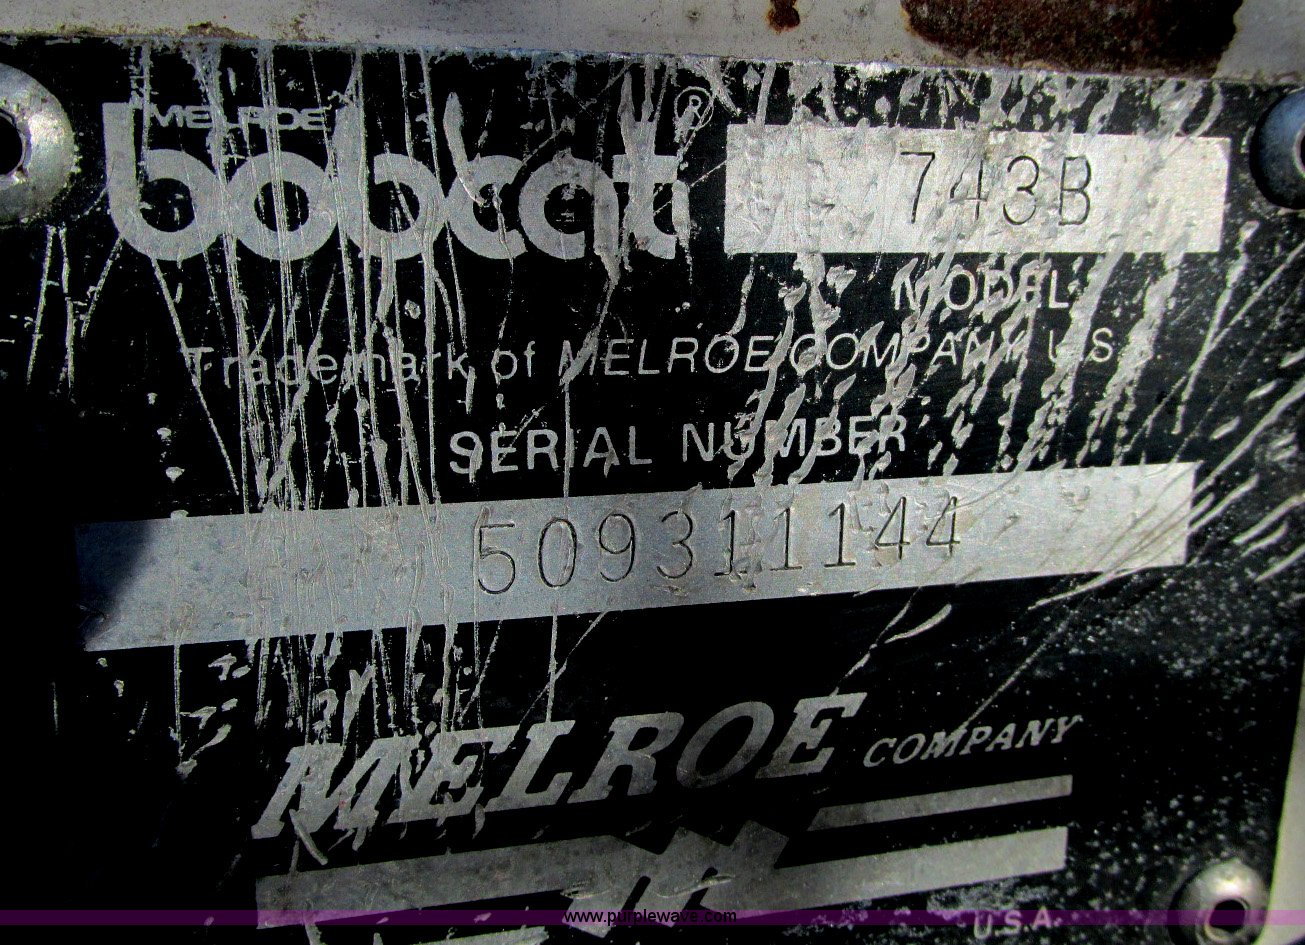 MELROE
bobcat ®
743B
MODEL
Trademark of MELROE COMPANY, U.S.
SERIAL NUMBER
509311144
MELROE COMPANY
www.purplewave.com
U.S.A.